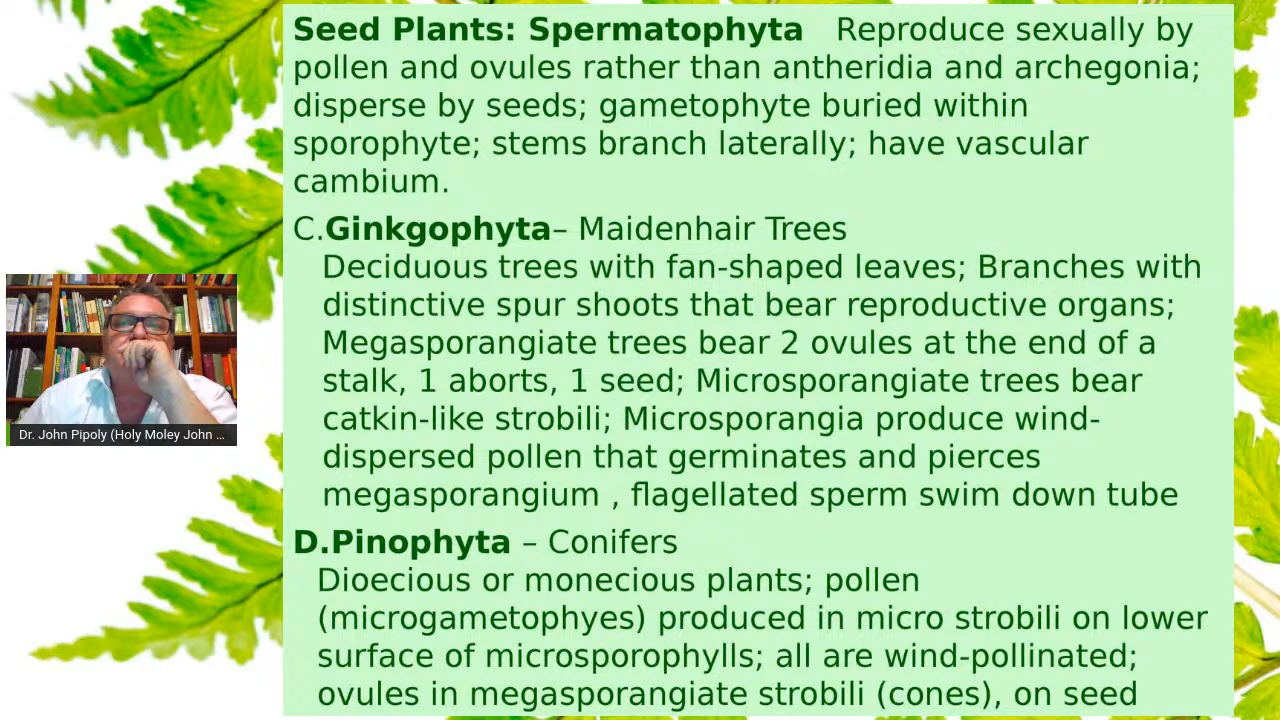 Seed Plants: Spermatophyta Reproduce sexually by
pollen and ovules rather than antheridia and archegonia;
disperse by seeds; gametophyte buried within
sporophyte; stems branch laterally; have vascular
cambium.
C.Ginkgophyta– Maidenhair Trees
Deciduous trees with fan-shaped leaves; Branches with
distinctive spur shoots that bear reproductive organs;
Megasporangiate trees bear 2 ovules at the end of a
stalk, 1 aborts, 1 seed; Microsporangiate trees bear
catkin-like strobili; Microsporangia produce wind-
dispersed pollen that germinates and pierces
megasporangium , flagellated sperm swim down tube
D.Pinophyta – Conifers
Dioecious or monecious plants; pollen
(microgametophyes) produced in micro strobili on lower
surface of microsporophylls; all are wind-pollinated;
ovules in megasporangiate strobili (cones), on seed
Dr. John Pipoly (Holy Moley John ...